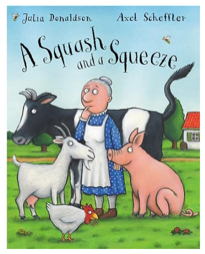 Julia Donaldson Axel Scheffler
A Squash
and a Squeeze